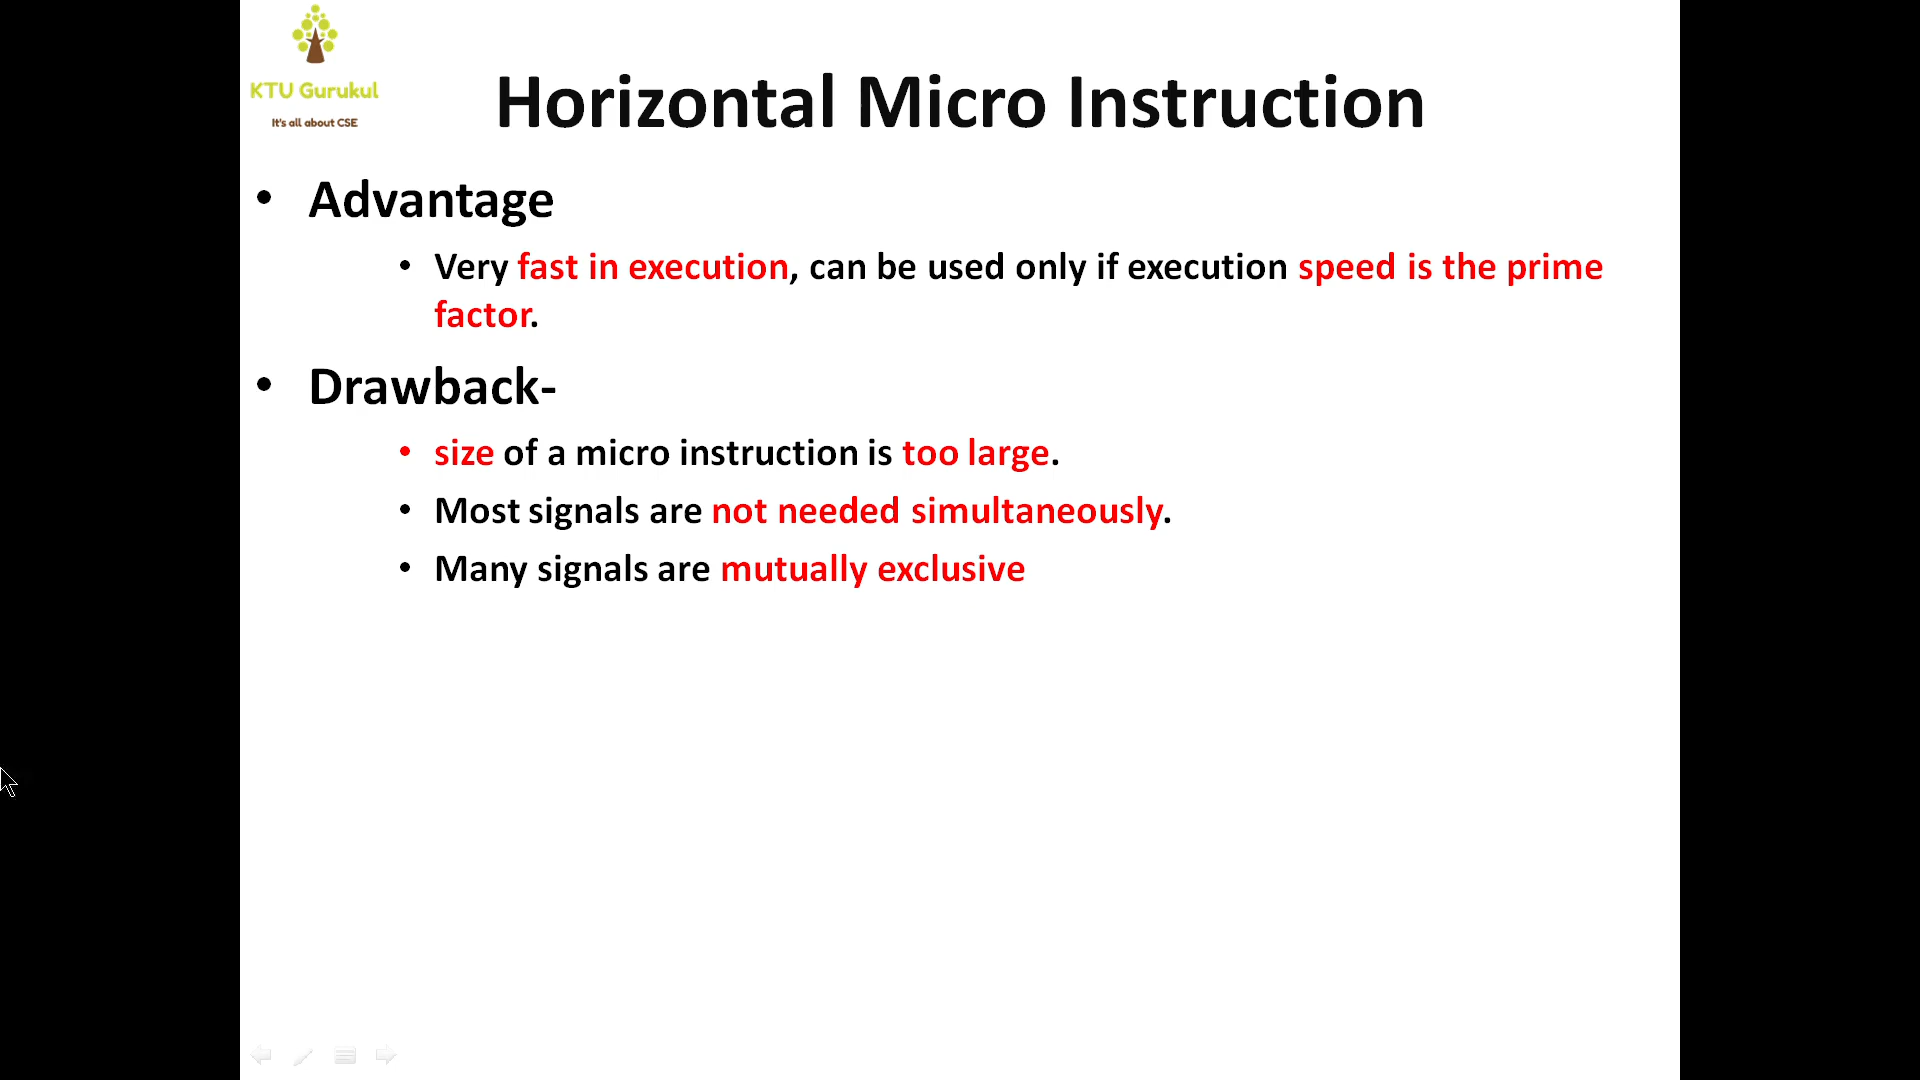 KTU Gurukul
It's all about CSE
Horizontal Micro Instruction
• Advantage
• Very fast in execution, can be used only if execution speed is the prime
factor.
• Drawback-
• size of a micro instruction is too large.
• Most signals are not needed simultaneously.
• Many signals are mutually exclusive